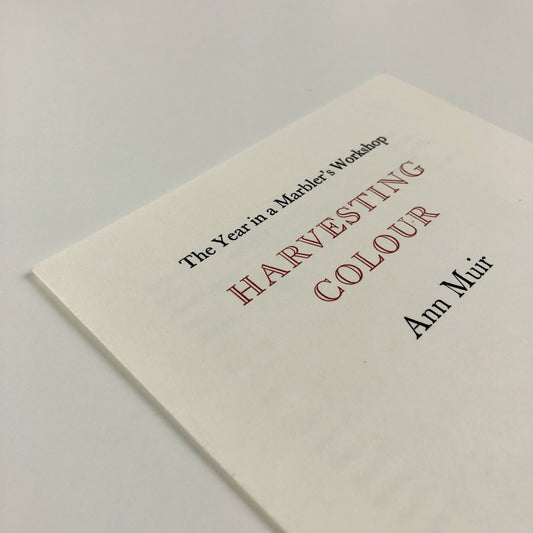 The Year in a Marbler's Workshop
HARVESTING
COLOUR
Ann Muir